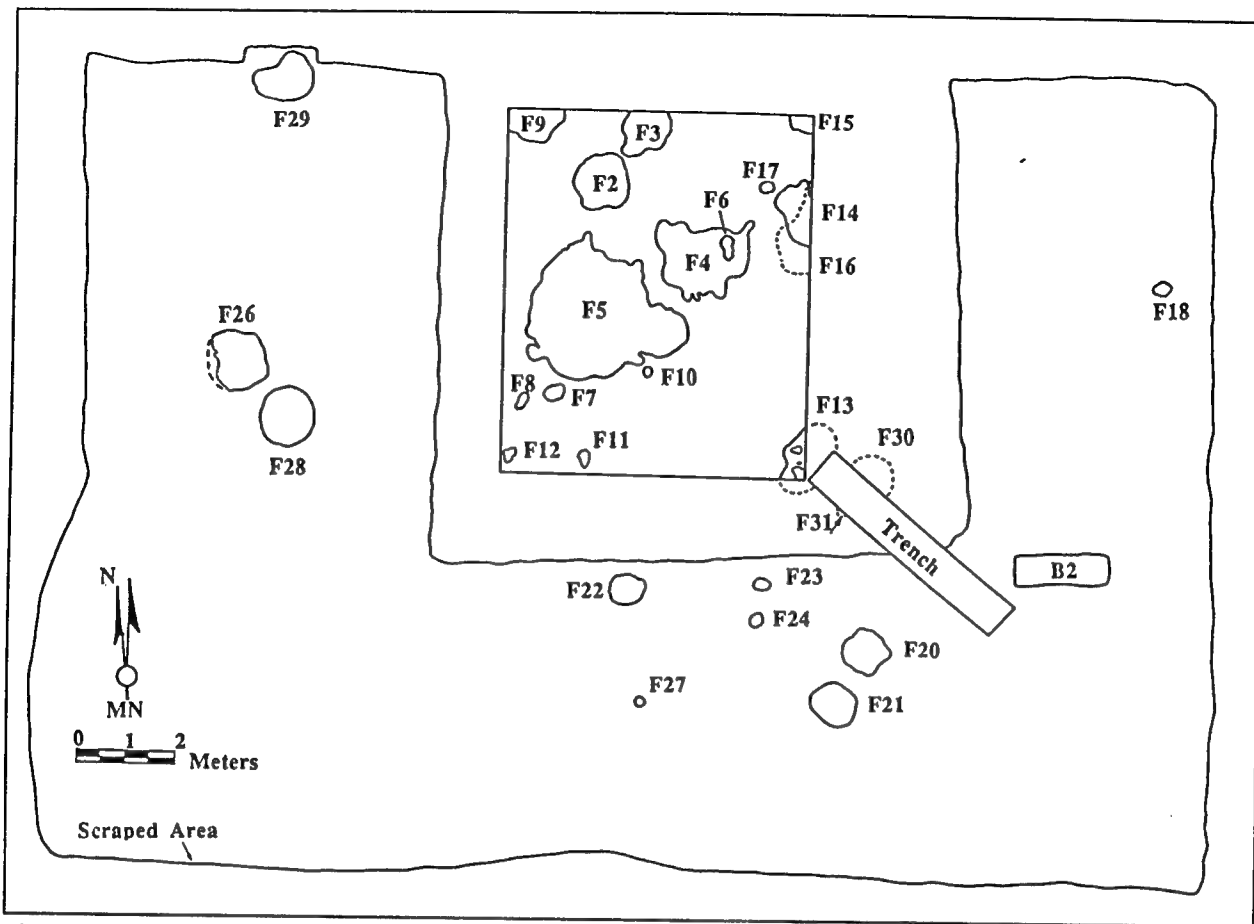 F29
F9
F3
F15
F2
F17
F6
F14
F4
F16
F5
F18
F26
F10
F8
F7
F13
F12
F11
F30
F28
F31
Trench
N
F22
F23
B2
F24
F20
F27
F21
MN
0 1 2
Meters
Scraped Area